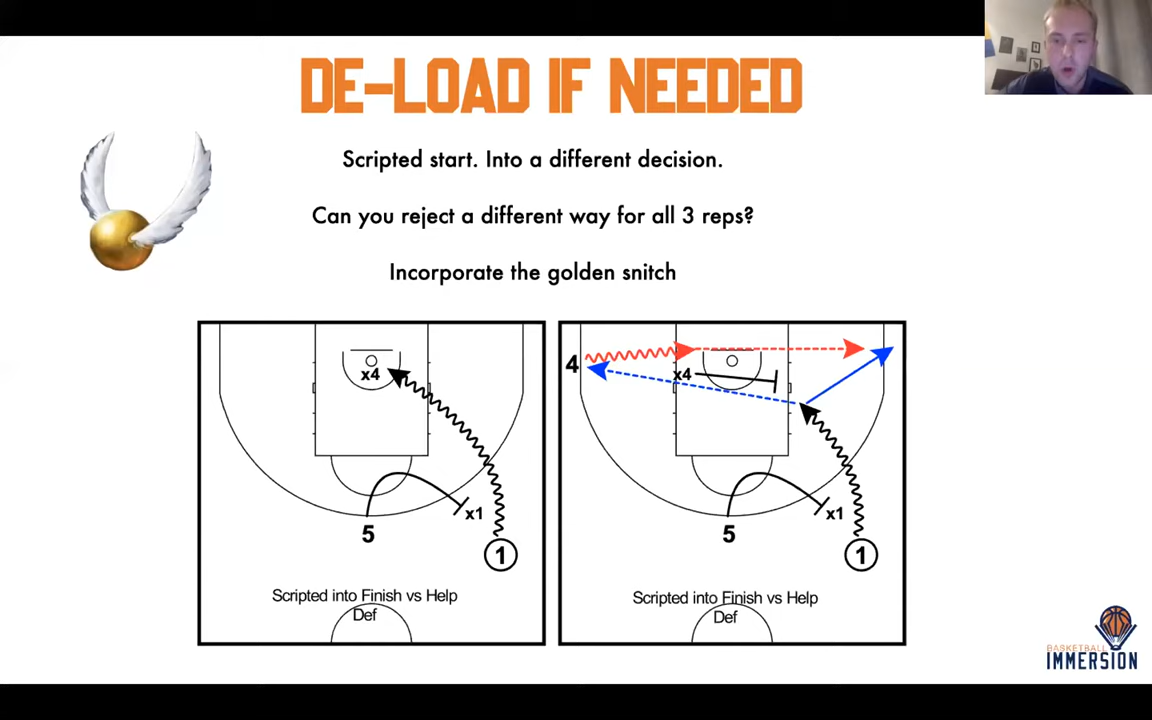 DE-LOAD IF NEEDED
Scripted start. Into a different decision.
Can you reject a different way for all 3 reps?
Incorporate the golden snitch
x4
x1
5
1
Scripted into Finish vs Help
Def
4
x4
x1
5
1
Scripted into Finish vs Help
Def
BASKETBALL
IMMERSION